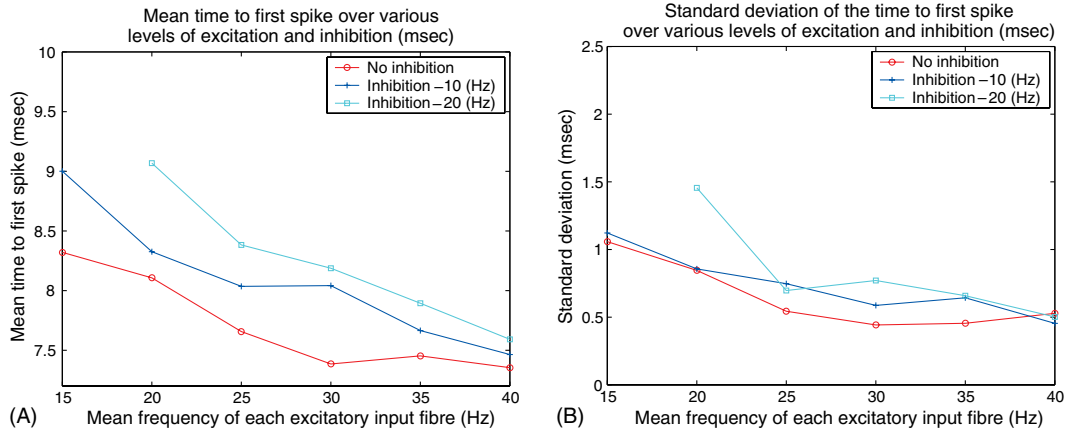 Mean time to first spike over various
levels of excitation and inhibition (msec)
No inhibition
Inhibition –10 (Hz)
Inhibition –20 (Hz)
Mean time to first spike (msec)
10
9.5
9
8.5
8
7.5
15
20
25
30
35
40
(A)
Mean frequency of each excitatory input fibre (Hz)
Standard deviation of the time to first spike
over various levels of excitation and inhibition (msec)
No inhibition
Inhibition –10 (Hz)
Inhibition –20 (Hz)
Standard deviation (msec)
2.5
2
1.5
1
0.5
0
15
20
25
30
35
40
(B)
Mean frequency of each excitatory input fibre (Hz)